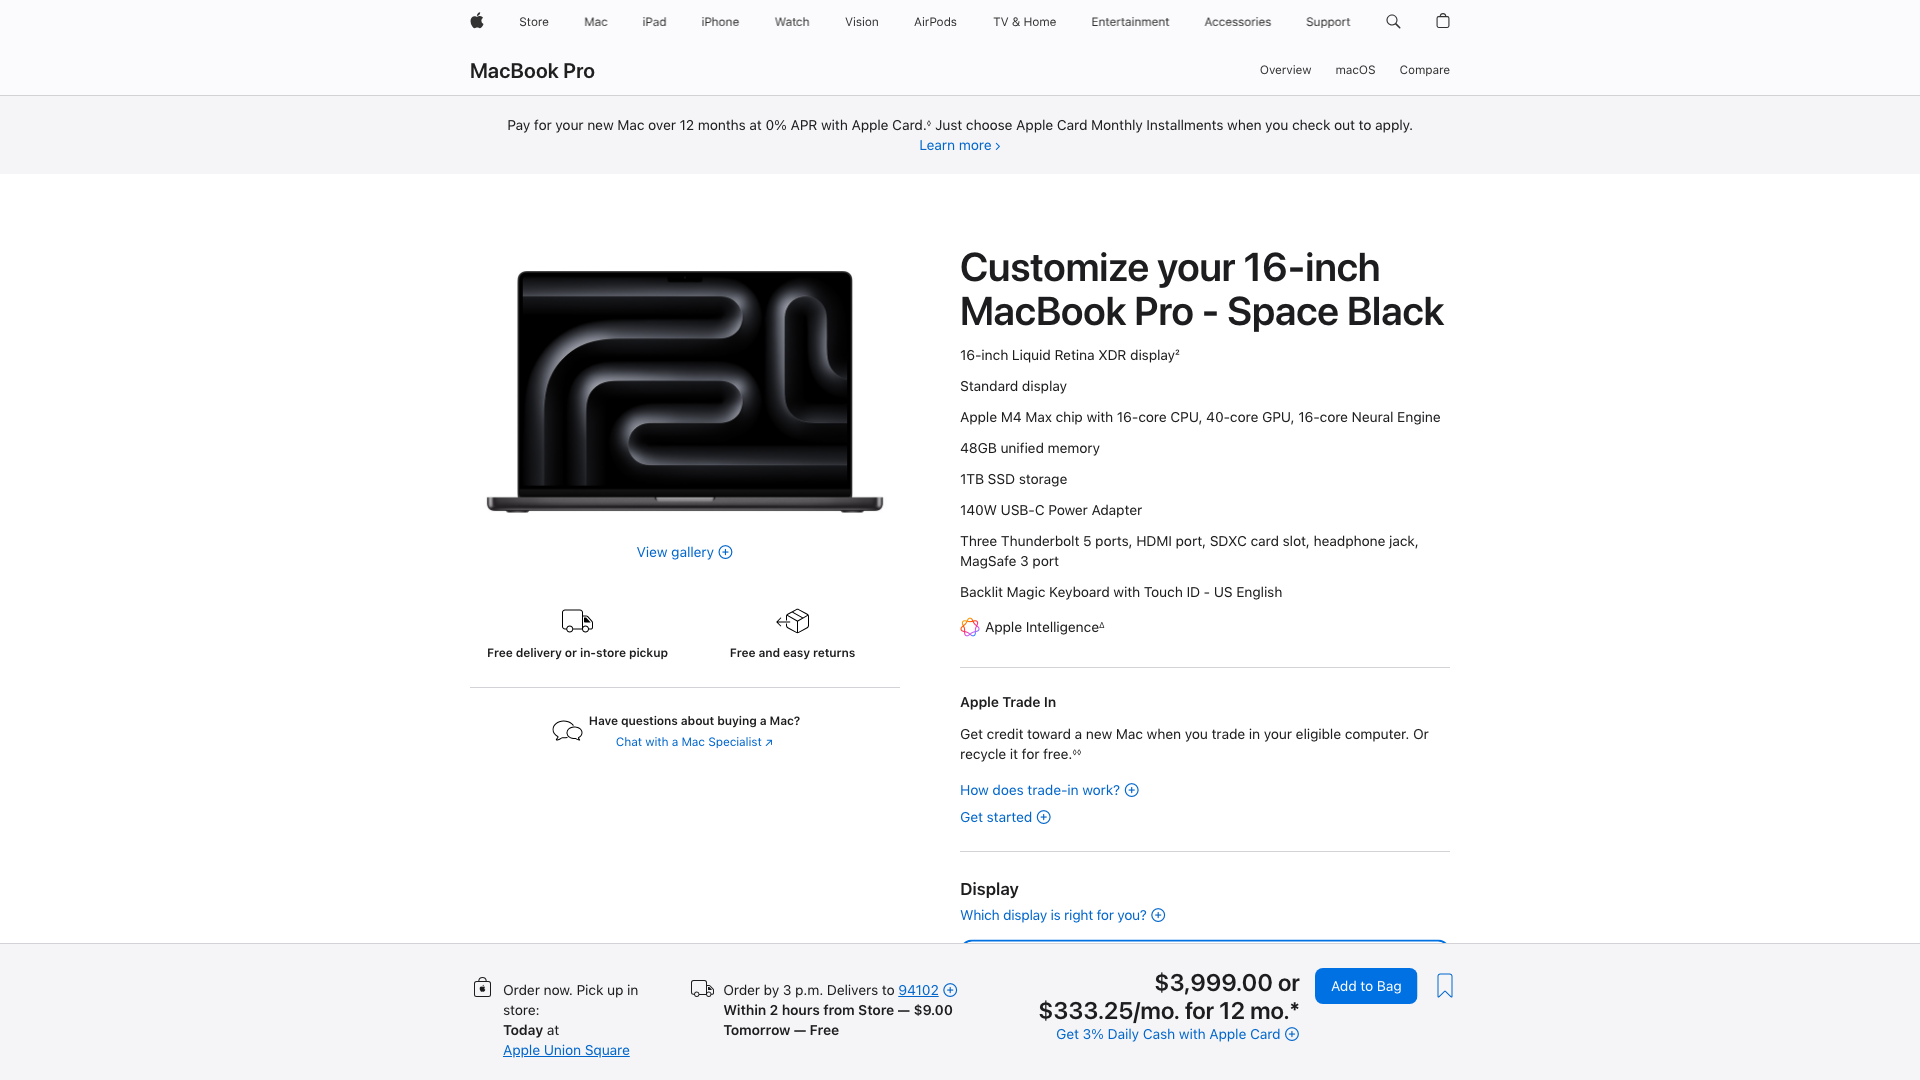 Store
Mac
iPad
iPhone
Watch
Vision
AirPods
TV & Home
Entertainment
Accessories
Support
MacBook Pro
Overview
macOS
Compare
Pay for your new Mac over 12 months at 0% APR with Apple Card.◊ Just choose Apple Card Monthly Installments when you check out to apply.
Learn more >
View gallery
Free delivery or in-store pickup
Free and easy returns
Have questions about buying a Mac?
Chat with a Mac Specialist ↗
Customize your 16-inch
MacBook Pro - Space Black
16-inch Liquid Retina XDR display²
Standard display
Apple M4 Max chip with 16-core CPU, 40-core GPU, 16-core Neural Engine
48GB unified memory
1TB SSD storage
140W USB-C Power Adapter
Three Thunderbolt 5 ports, HDMI port, SDXC card slot, headphone jack,
MagSafe 3 port
Backlit Magic Keyboard with Touch ID - US English
Apple Intelligence∆
Apple Trade In
Get credit toward a new Mac when you trade in your eligible computer. Or
recycle it for free.◊◊
How does trade-in work?
Get started
Display
Which display is right for you?
Order now. Pick up in
store:
Today at
Apple Union Square
Order by 3 p.m. Delivers to 94102
Within 2 hours from Store — $9.00
Tomorrow — Free
$3,999.00 or
$333.25/mo. for 12 mo.*
Get 3% Daily Cash with Apple Card
Add to Bag